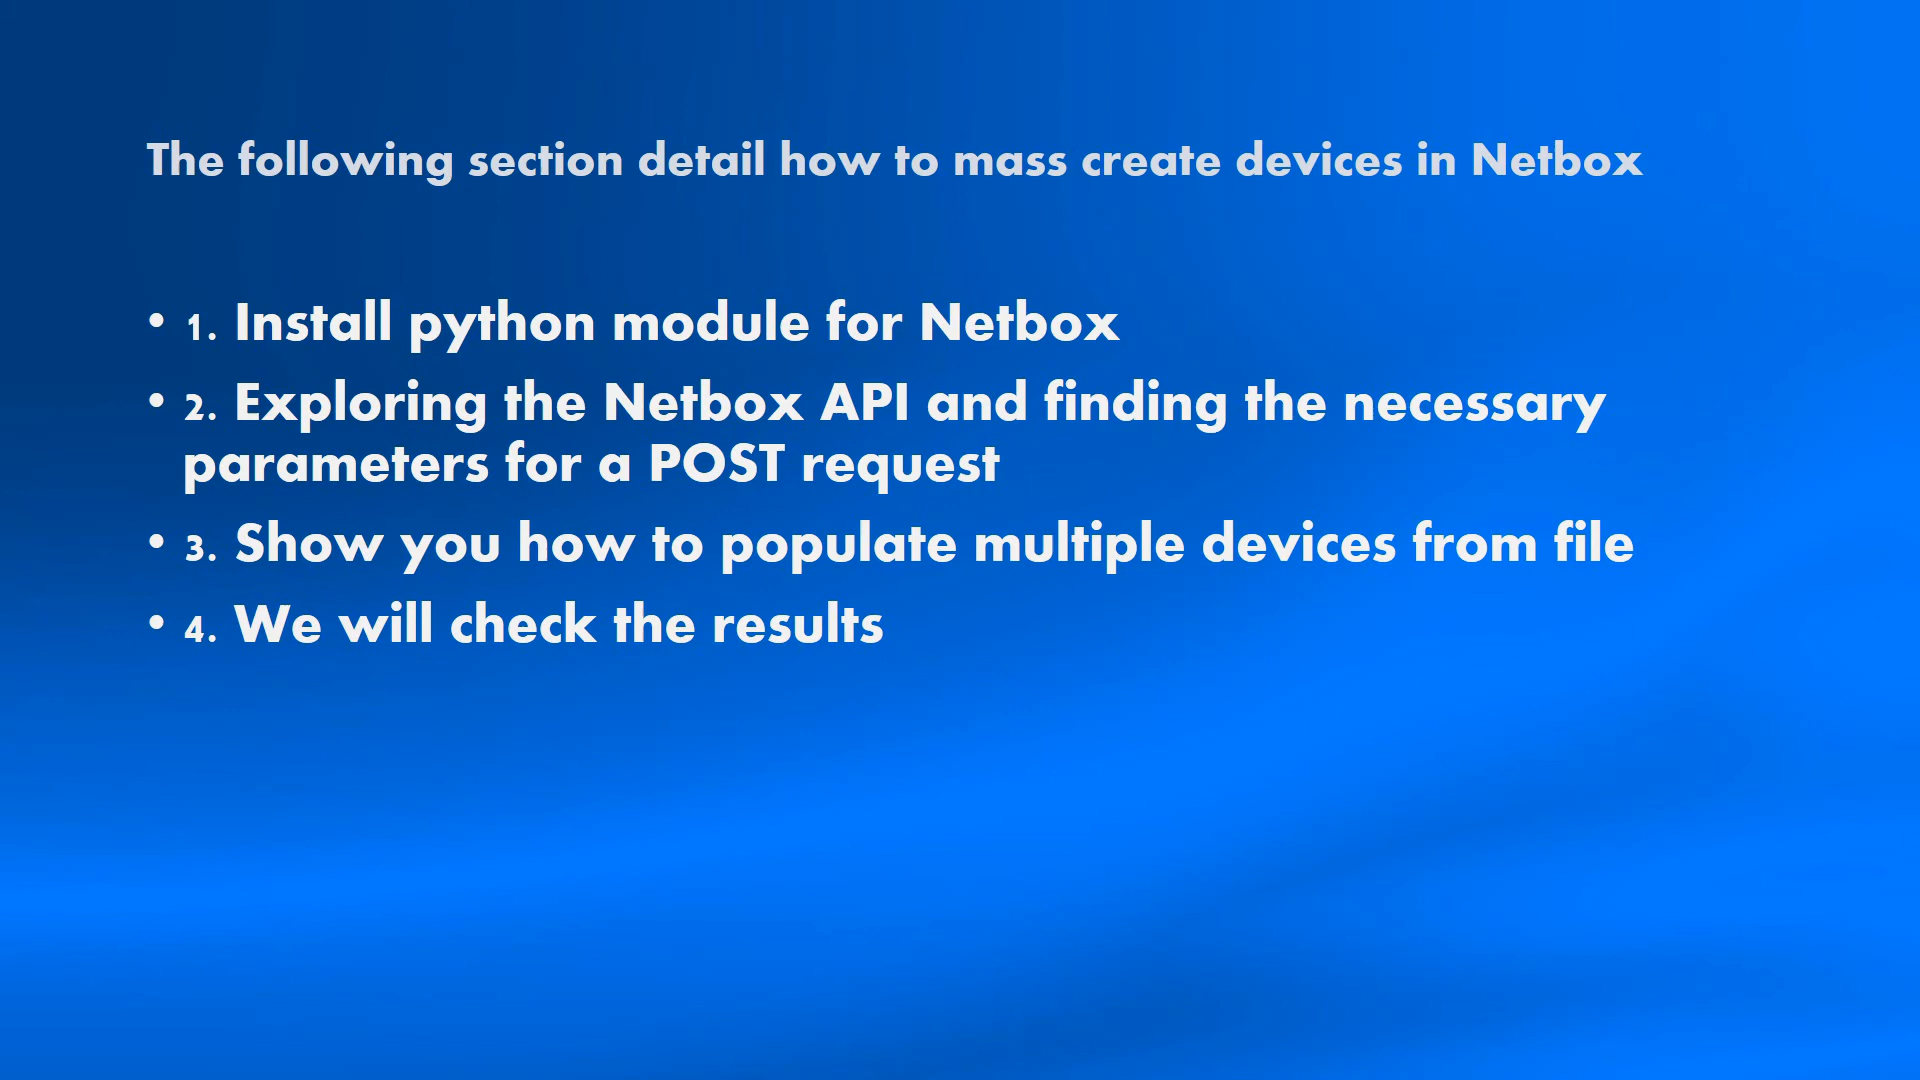 The following section detail how to mass create devices in Netbox
• 1. Install python module for Netbox
• 2. Exploring the Netbox API and finding the necessary
parameters for a POST request
• 3. Show you how to populate multiple devices from file
• 4. We will check the results